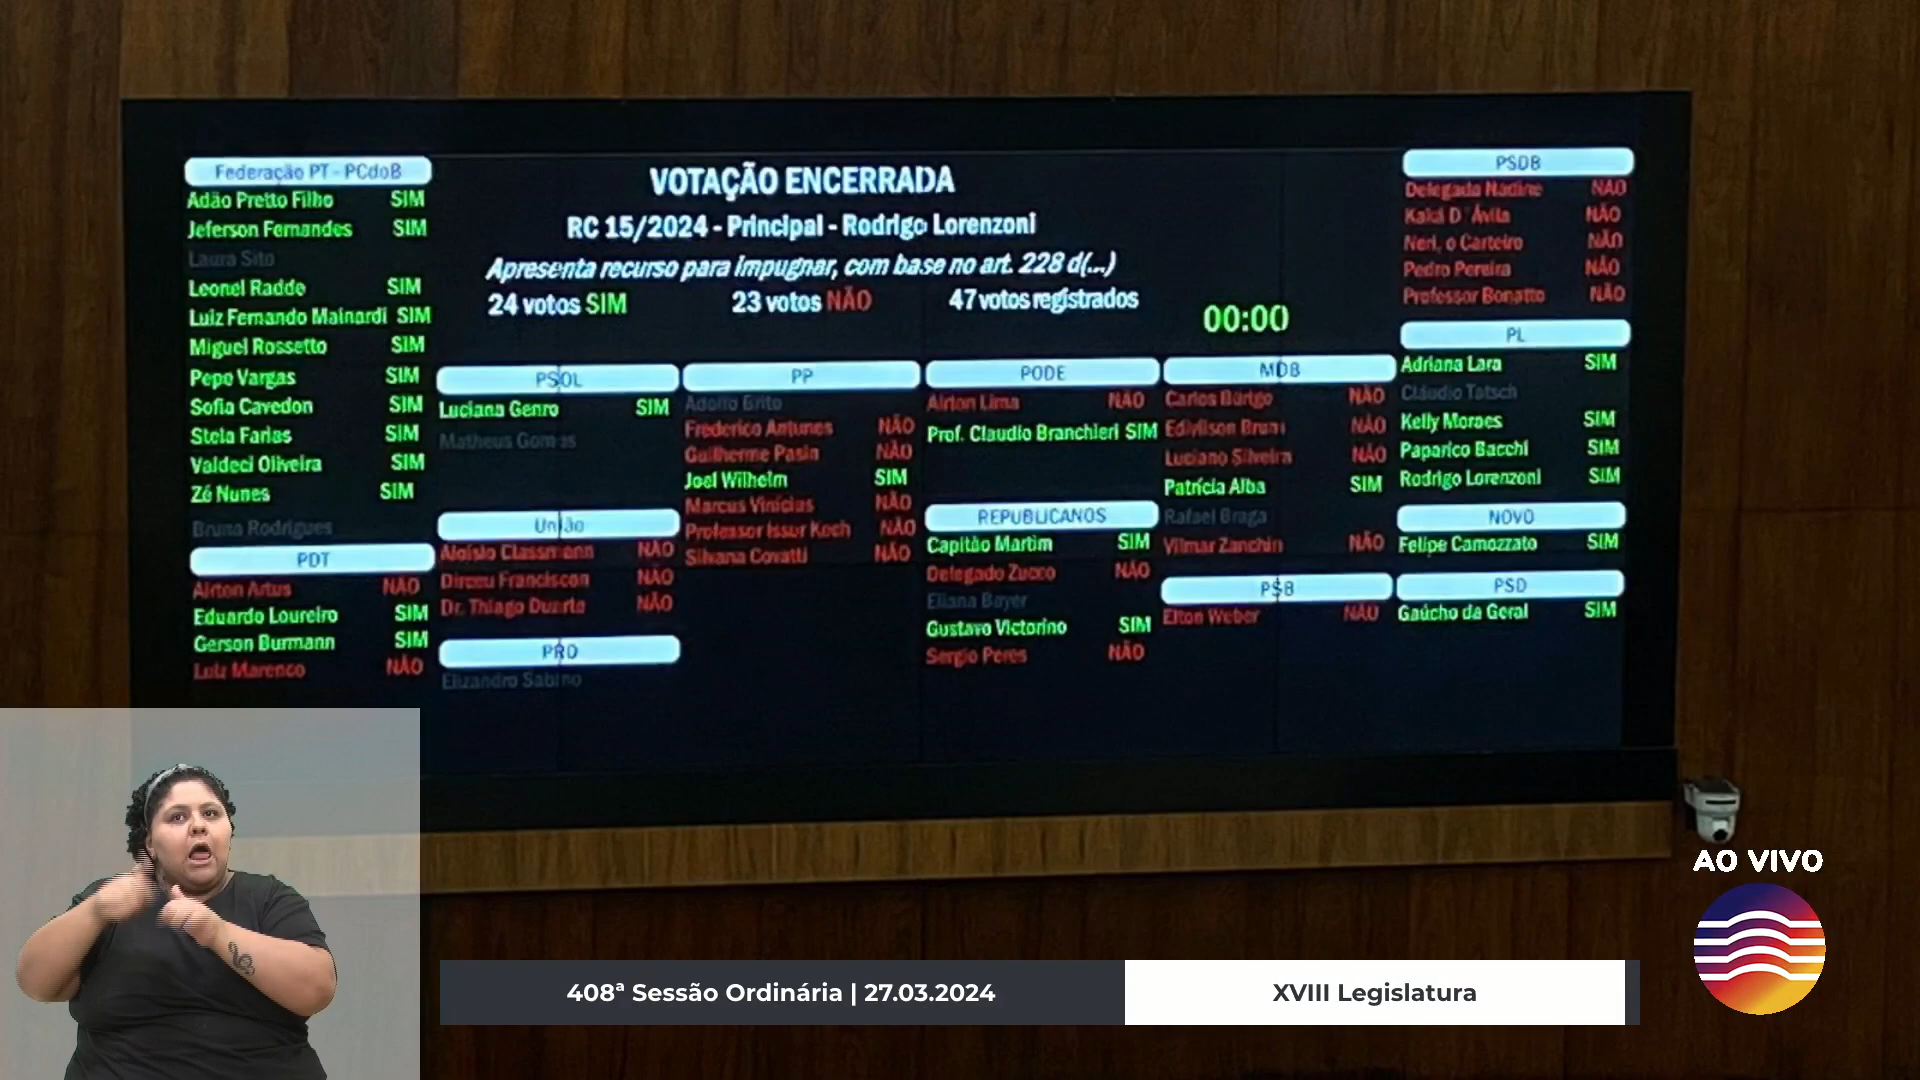 VOTAÇÃO ENCERRADA
RC 15/2024 - Principal - Rodrigo Lorenzoni
Apresenta recurso para impugnar, com base no art. 228 d(...)
24 votos SIM 23 votos NÃO 47 votos registrados
00:00
Federação PT - PCdoB
Adão Pretto Filho SIM
Jeferson Fernandes SIM
Laura Sito
Leonel Radde SIM
Luiz Fernando Mainardi SIM
Miguel Rossetto SIM
Pepe Vargas SIM
Sofia Cavedon SIM
Stela Farias SIM
Valdeci Oliveira SIM
Zé Nunes SIM
Bruna Rodrigues
PDT
Airton Artus NÃO
Eduardo Loureiro SIM
Gerson Burmann SIM
Luiz Marenco NÃO
PSOL
Luciana Genro SIM
Matheus Gomes
União
Aloísio Classmann NÃO
Dirceu Franciscon NÃO
Dr. Thiago Duarte NÃO
PRD
Elizandro Sabino
PP
Adolfo Brito
Frederico Antunes NÃO
Guilherme Pasin NÃO
Joel Wilhelm SIM
Marcus Vinícius NÃO
Professor Issur Koch NÃO
Silvana Covatti NÃO
PODE
Airton Lima NÃO
Prof. Claudio Branchieri SIM
REPUBLICANOS
Capitão Martim SIM
Delegado Zucco NÃO
Eliana Bayer
Gustavo Victorino SIM
Sergio Peres NÃO
MDB
Carlos Búrigo NÃO
Edivilson Brum NÃO
Luciano Silveira NÃO
Patrícia Alba SIM
Rafael Braga
Vilmar Zanchin NÃO
PSB
Elton Weber NÃO
PSDB
Delegada Nadine NÃO
Kaká D'Ávila NÃO
Neri, o Carteiro NÃO
Pedro Pereira NÃO
Professor Bonatto NÃO
PL
Adriana Lara SIM
Cláudio Tatsch
Kelly Moraes SIM
Paparico Bacchi SIM
Rodrigo Lorenzoni SIM
NOVO
Felipe Camozzato SIM
PSD
Gaúcho da Geral SIM
AO VIVO
408ª Sessão Ordinária | 27.03.2024
XVIII Legislatura